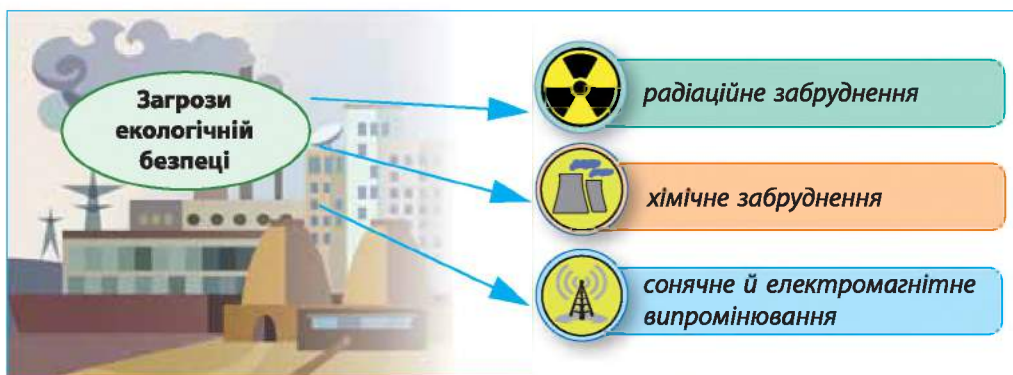 Загрози
екологічній
безпеці
радіаційне забруднення
хімічне забруднення
сонячне й електромагнітне
випромінювання